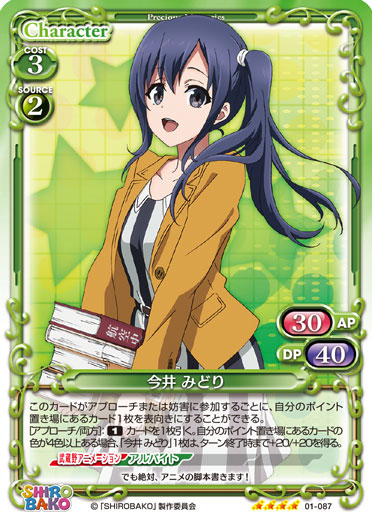 Precious Memories
Character
COST
3
SOURCE
2
航空史
30 AP
DP 40
今井 みどり
このカードがアプローチまたは妨害に参加するごとに、自分のポイント
置き場にあるカード1枚を表向きにすることができる。
[アプローチ/両方]:1 カードを1枚引く。自分のポイント置き場にあるカードの
色が4色以上ある場合、「今井 みどり」1枚は、ターン終了時まで+20/+20を得る。
武蔵野アニメーション アルバイト
でも絶対、アニメの脚本書きます!
SHIRO
BAKO
© 「SHIROBAKO」製作委員会
01-087